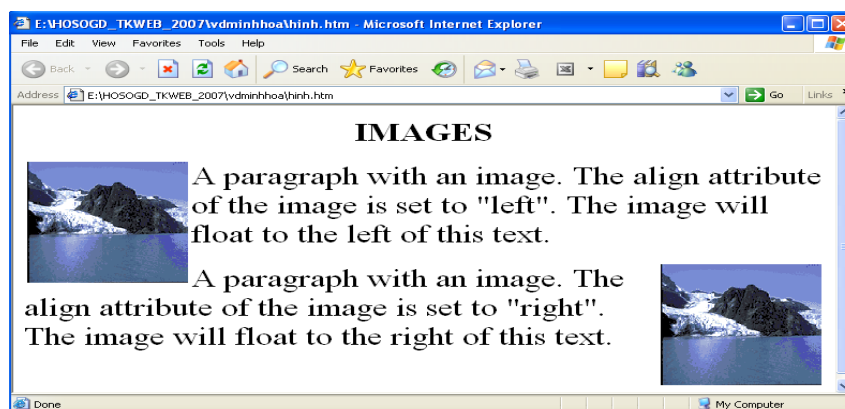 E:\HOSOGD_TKWEB_2007\vdminhhoa\hinh.htm - Microsoft Internet Explorer
File Edit View Favorites Tools Help
Back Search Favorites
Address E:\HOSOGD_TKWEB_2007\vdminhhoa\hinh.htm Go Links
IMAGES
A paragraph with an image. The align attribute
of the image is set to "left". The image will
float to the left of this text.
A paragraph with an image. The
align attribute of the image is set to "right".
The image will float to the right of this text.
Done My Computer